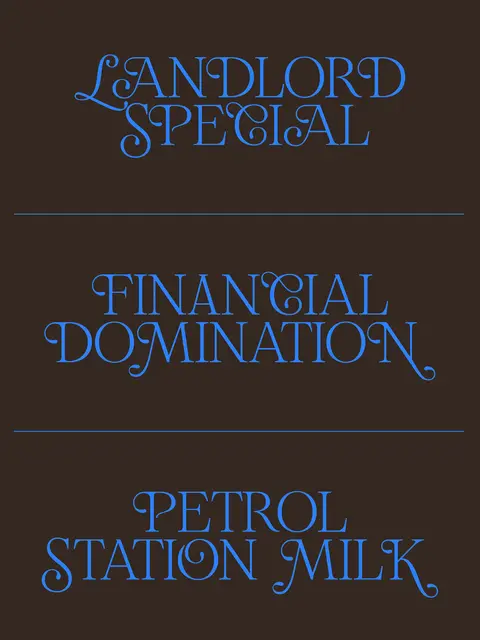 LANDLORD
SPECIAL
FINANCIAL
DOMINATION
PETROL
STATION MILK